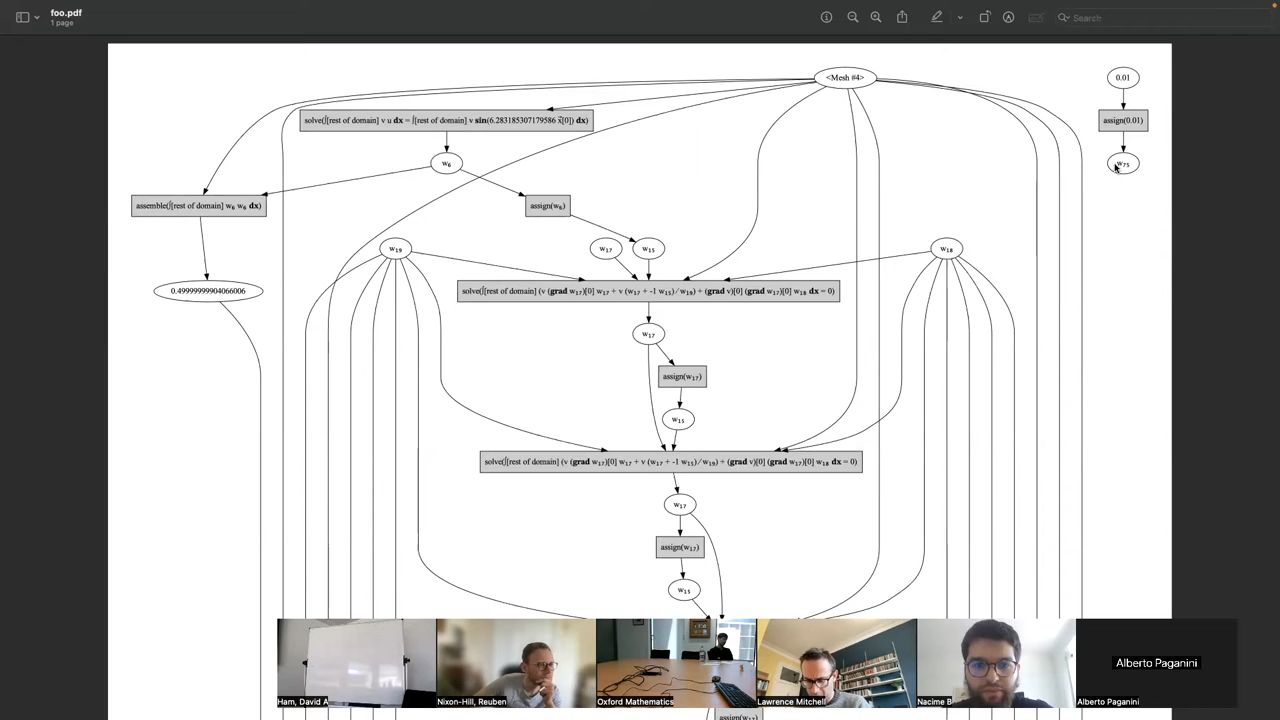 foo.pdf
1 page
Search
<Mesh #4>
0.01
solve(∫[rest of domain] v u dx = ∫[rest of domain] v sin(6.283185307179586 x⃗[0]) dx)
assign(0.01)
w₆
w₇₅
assemble(∫[rest of domain] w₆ w₆ dx)
assign(w₆)
w₁₉
w₁₇
w₁₅
w₁₈
0.49999999904066006
solve(∫[rest of domain] (v (grad w₁₇)[0] w₁₇ + v (w₁₇ + -1 w₁₅) ⁄ w₁₉) + (grad v)[0] (grad w₁₇)[0] w₁₈ dx = 0)
w₁₇
assign(w₁₇)
w₁₅
solve(∫[rest of domain] (v (grad w₁₇)[0] w₁₇ + v (w₁₇ + -1 w₁₅) ⁄ w₁₉) + (grad v)[0] (grad w₁₇)[0] w₁₈ dx = 0)
w₁₇
assign(w₁₇)
w₁₅
Alberto Paganini
Ham, David A
Nixon-Hill, Reuben
Oxford Mathematics
Lawrence Mitchell
Nacime B
Alberto Paganini